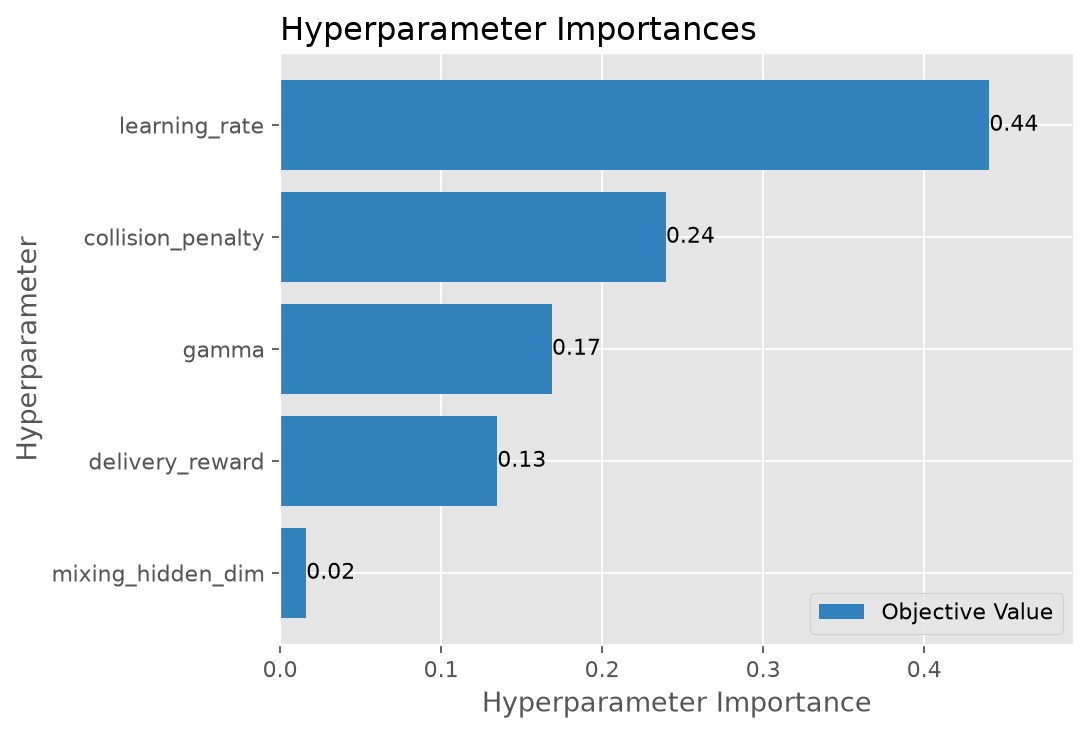 Hyperparameter Importances
learning_rate
0.44
collision_penalty
0.24
gamma
0.17
delivery_reward
0.13
mixing_hidden_dim
0.02
Hyperparameter
Objective Value
0.0 0.1 0.2 0.3 0.4
Hyperparameter Importance